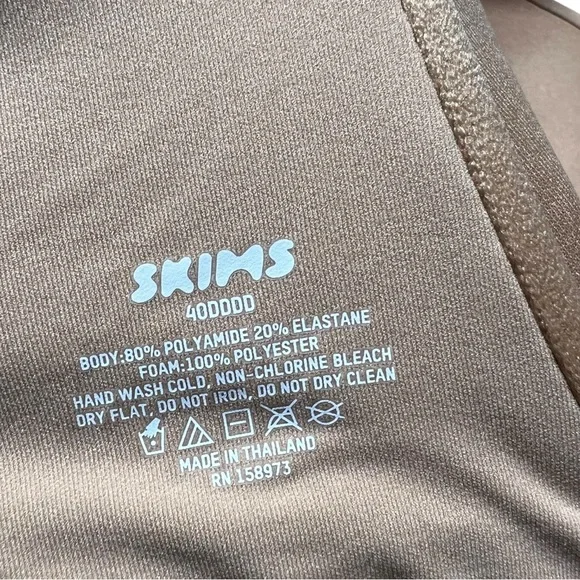 SKIMS
40DDDD
BODY:80% POLYAMIDE 20% ELASTANE
FOAM:100% POLYESTER
HAND WASH COLD, NON-CHLORINE BLEACH
DRY FLAT, DO NOT IRON, DO NOT DRY CLEAN
MADE IN THAILAND
RN 158973